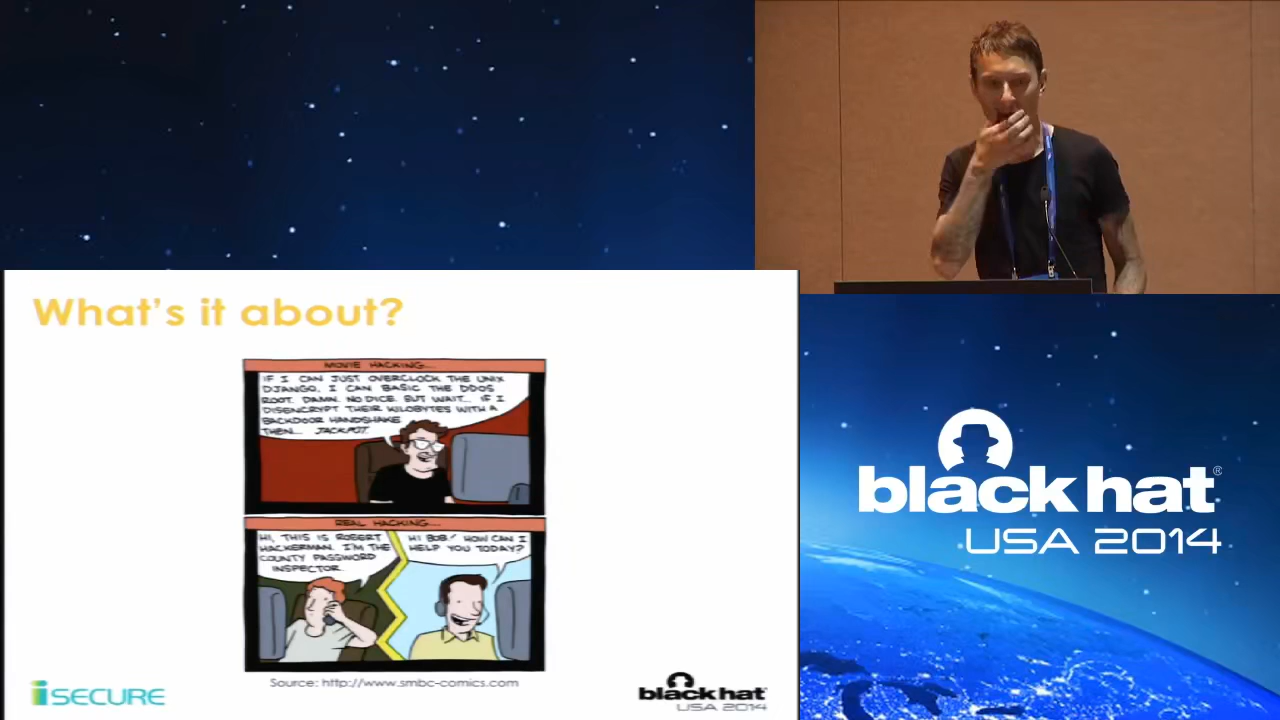 What's it about?
MOVIE HACKING...
IF I CAN JUST OVERCLOCK THE UNIX
DJANGO, I CAN BASIC THE DDOS
ROOT. DAMN. NO DICE. BUT WAIT... IF I
DISENCRYPT THEIR KILOBYTES WITH A
BACKDOOR HANDSHAKE
THEN... JACKPOT.
REAL HACKING...
HI, THIS IS ROBERT
HACKERMAN. I'M THE
COUNTY PASSWORD
INSPECTOR.
HI BOB! HOW CAN I
HELP YOU TODAY?
Source: http://www.smbc-comics.com
iSECURE
black hat
USA 2014
black hat®
USA 2014